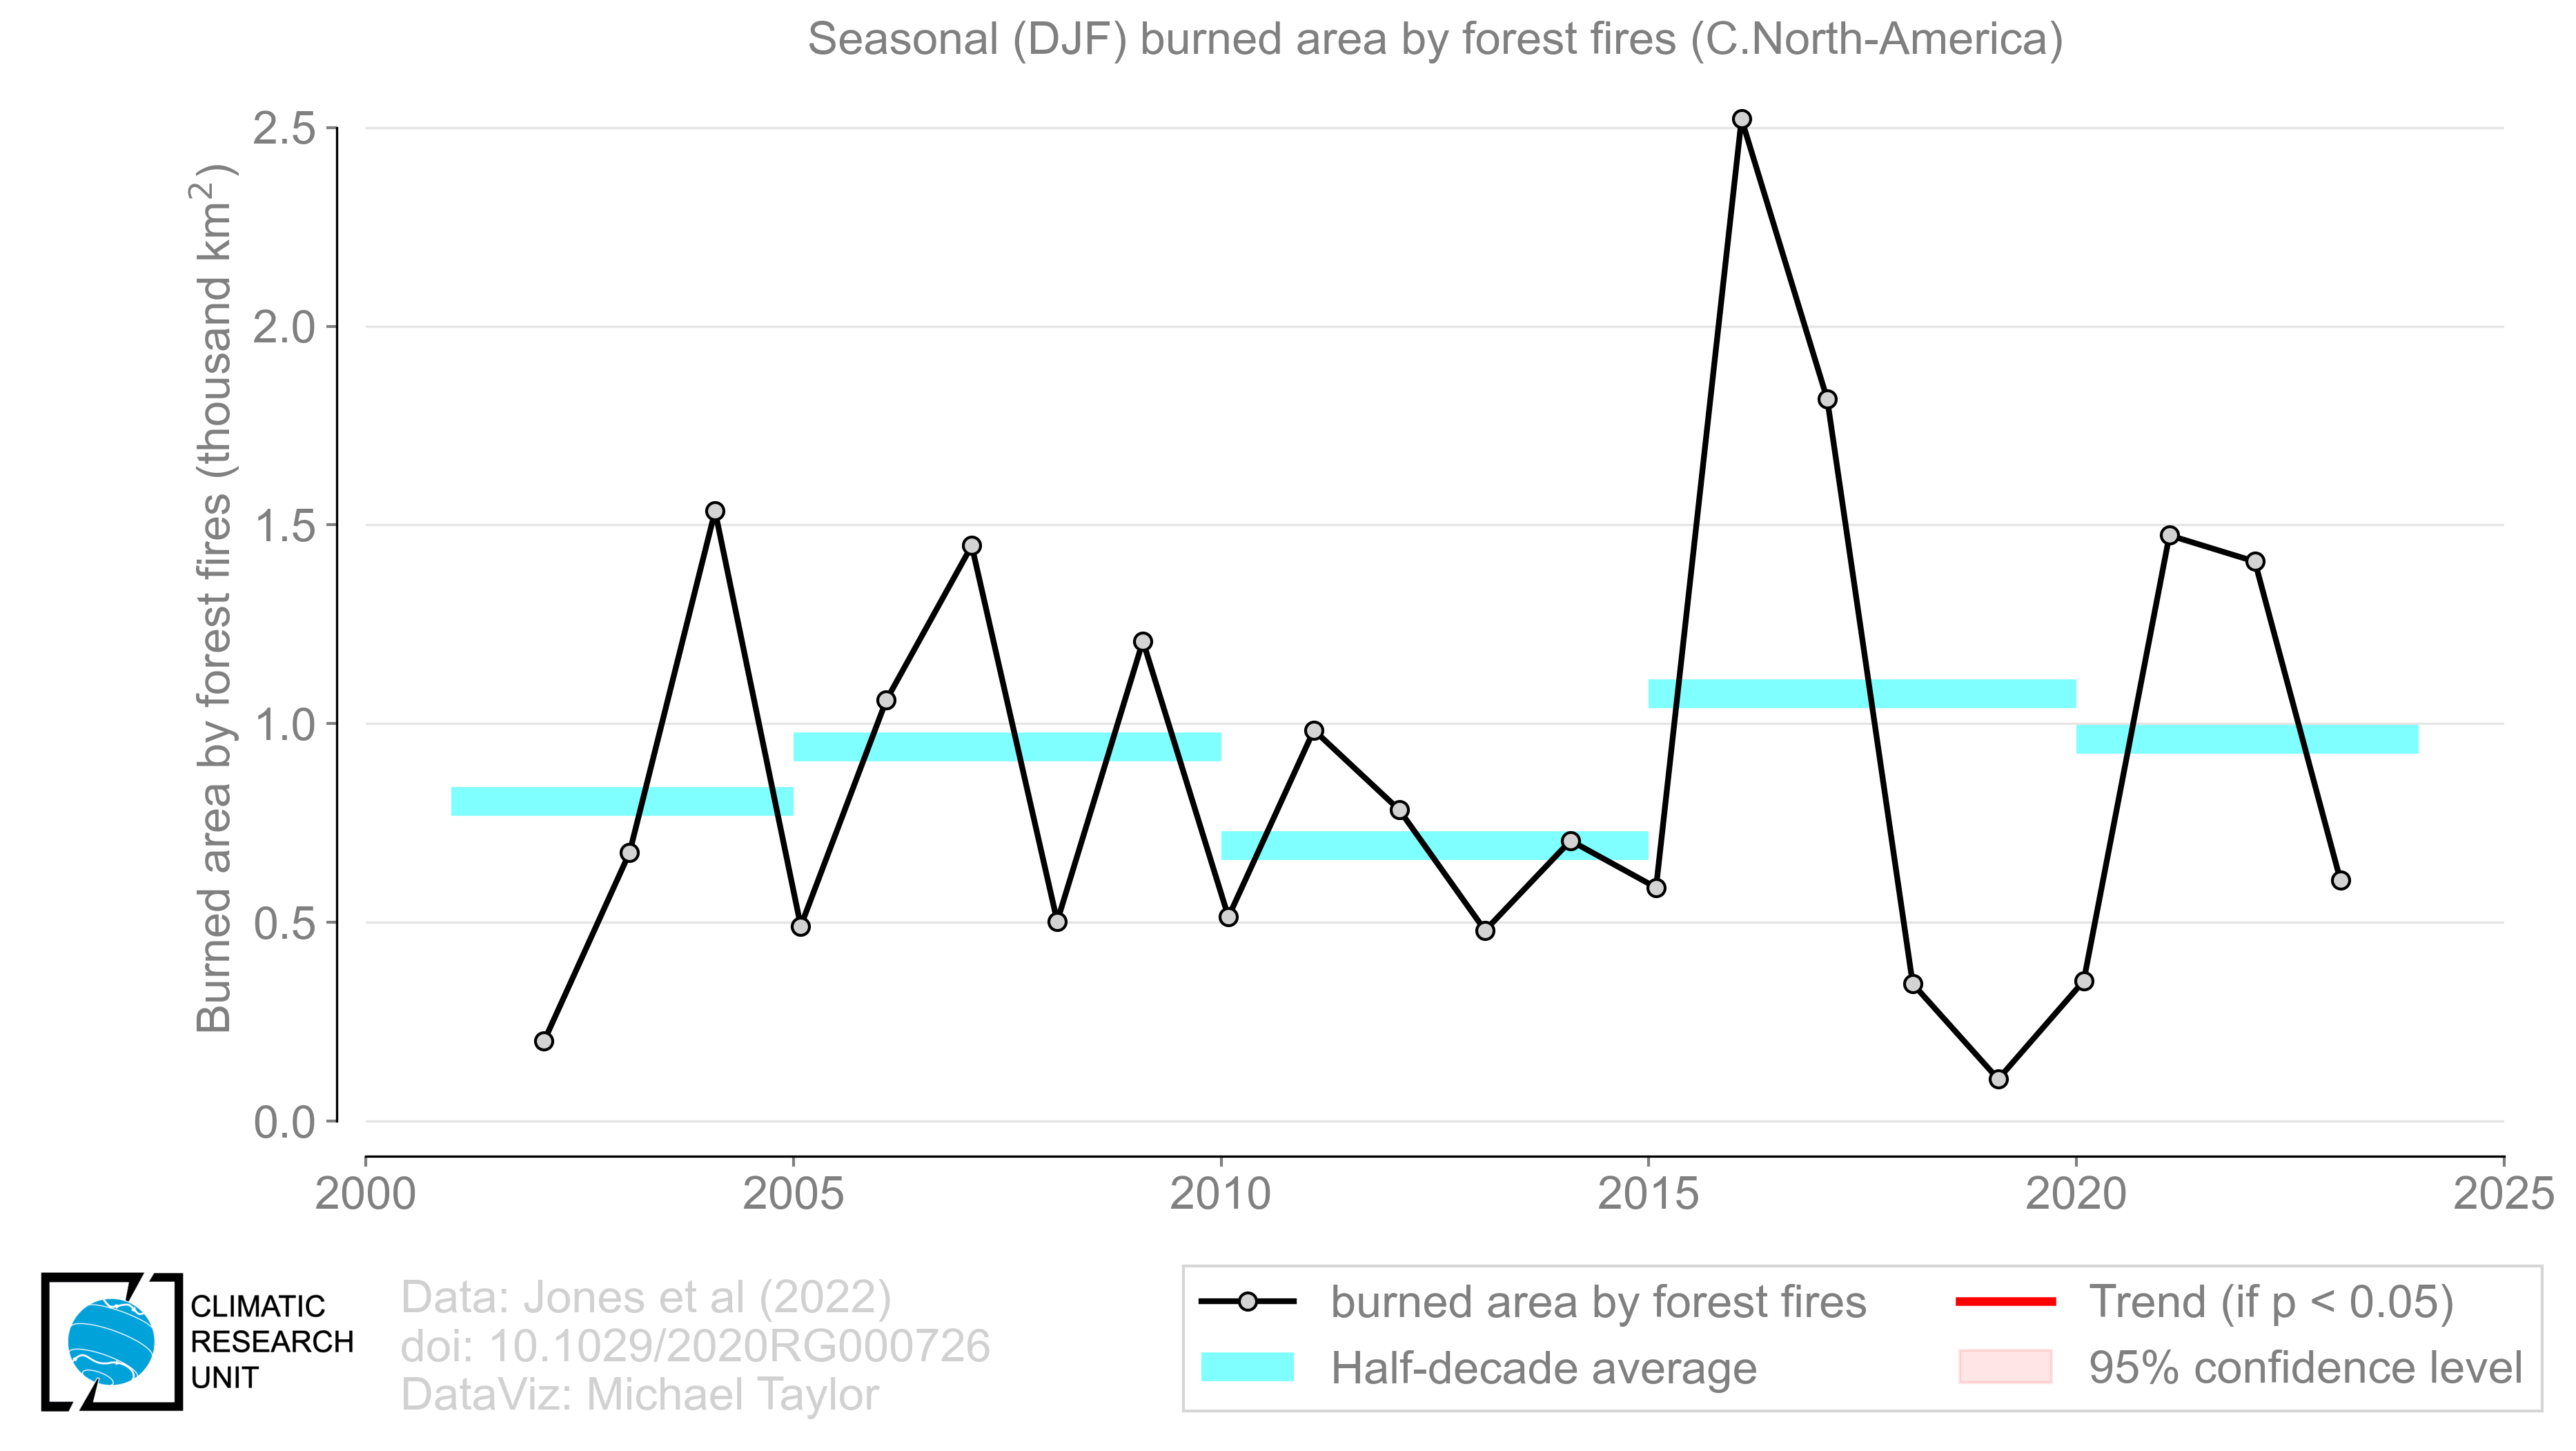 Seasonal (DJF) burned area by forest fires (C.North-America)
Burned area by forest fires (thousand km²)
2.5
2.0
1.5
1.0
0.5
0.0
2000 2005 2010 2015 2020 2025
CLIMATIC
RESEARCH
UNIT
Data: Jones et al (2022)
doi: 10.1029/2020RG000726
DataViz: Michael Taylor
burned area by forest fires
Half-decade average
Trend (if p < 0.05)
95% confidence level